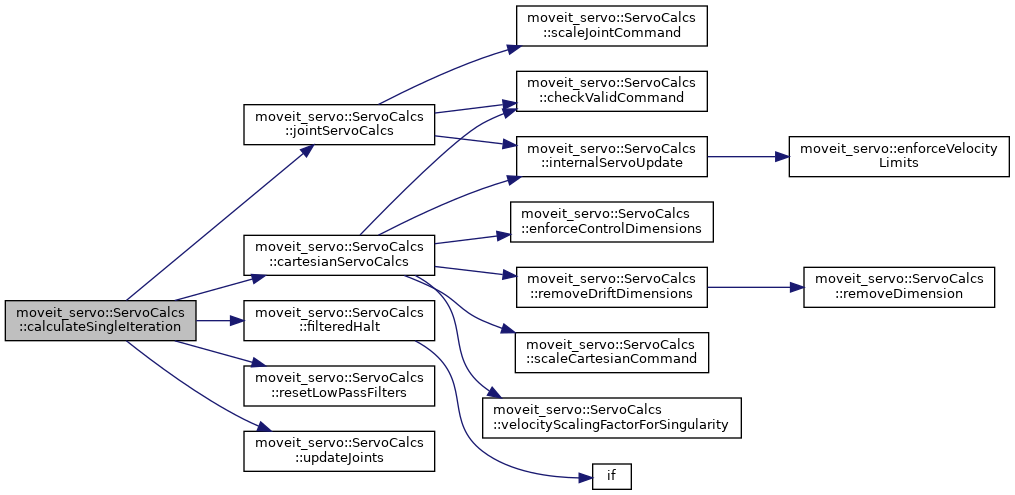 moveit_servo::ServoCalcs
::calculateSingleIteration
moveit_servo::ServoCalcs
::jointServoCalcs
moveit_servo::ServoCalcs
::cartesianServoCalcs
moveit_servo::ServoCalcs
::filteredHalt
moveit_servo::ServoCalcs
::resetLowPassFilters
moveit_servo::ServoCalcs
::updateJoints
moveit_servo::ServoCalcs
::scaleJointCommand
moveit_servo::ServoCalcs
::checkValidCommand
moveit_servo::ServoCalcs
::internalServoUpdate
moveit_servo::ServoCalcs
::enforceControlDimensions
moveit_servo::ServoCalcs
::removeDriftDimensions
moveit_servo::ServoCalcs
::scaleCartesianCommand
moveit_servo::ServoCalcs
::velocityScalingFactorForSingularity
if
moveit_servo::enforceVelocity
Limits
moveit_servo::ServoCalcs
::removeDimension